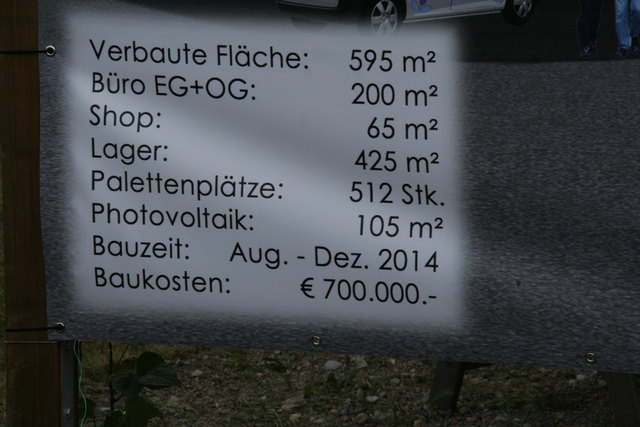 Verbaute Fläche: 595 m²
Büro EG+OG: 200 m²
Shop: 65 m²
Lager: 425 m²
Palettenplätze: 512 Stk.
Photovoltaik: 105 m²
Bauzeit: Aug. - Dez. 2014
Baukosten: € 700.000.-